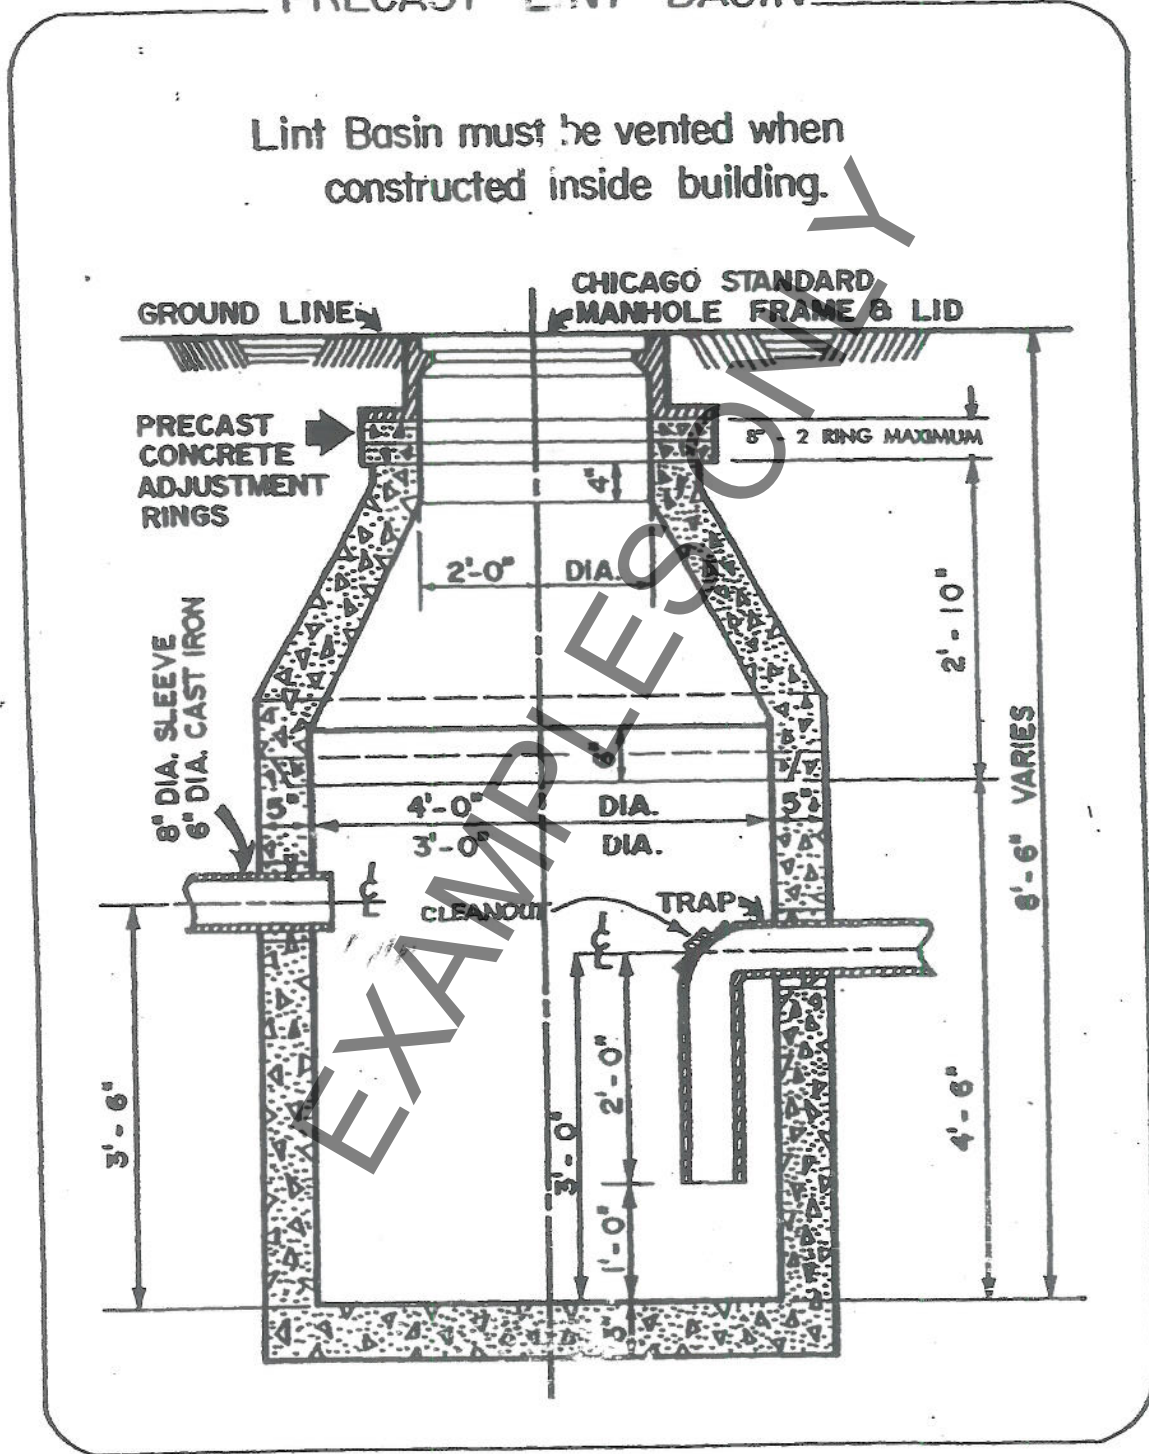 PRECAST LINT BASIN
Lint Basin must be vented when
constructed inside building.
GROUND LINE
CHICAGO STANDARD
MANHOLE FRAME & LID
PRECAST
CONCRETE
ADJUSTMENT
RINGS
8" - 2 RING MAXIMUM
4"
2'-0" DIA.
2'-10"
8" DIA. SLEEVE
6" DIA. CAST IRON
6"
8'-6" VARIES
5"
4'-0" DIA.
5"
3'-0" DIA.
CLEANOUT
TRAP
3'-6"
3'-0"
2'-0"
1'-0"
4'-6"
5"
EXAMPLES ONLY